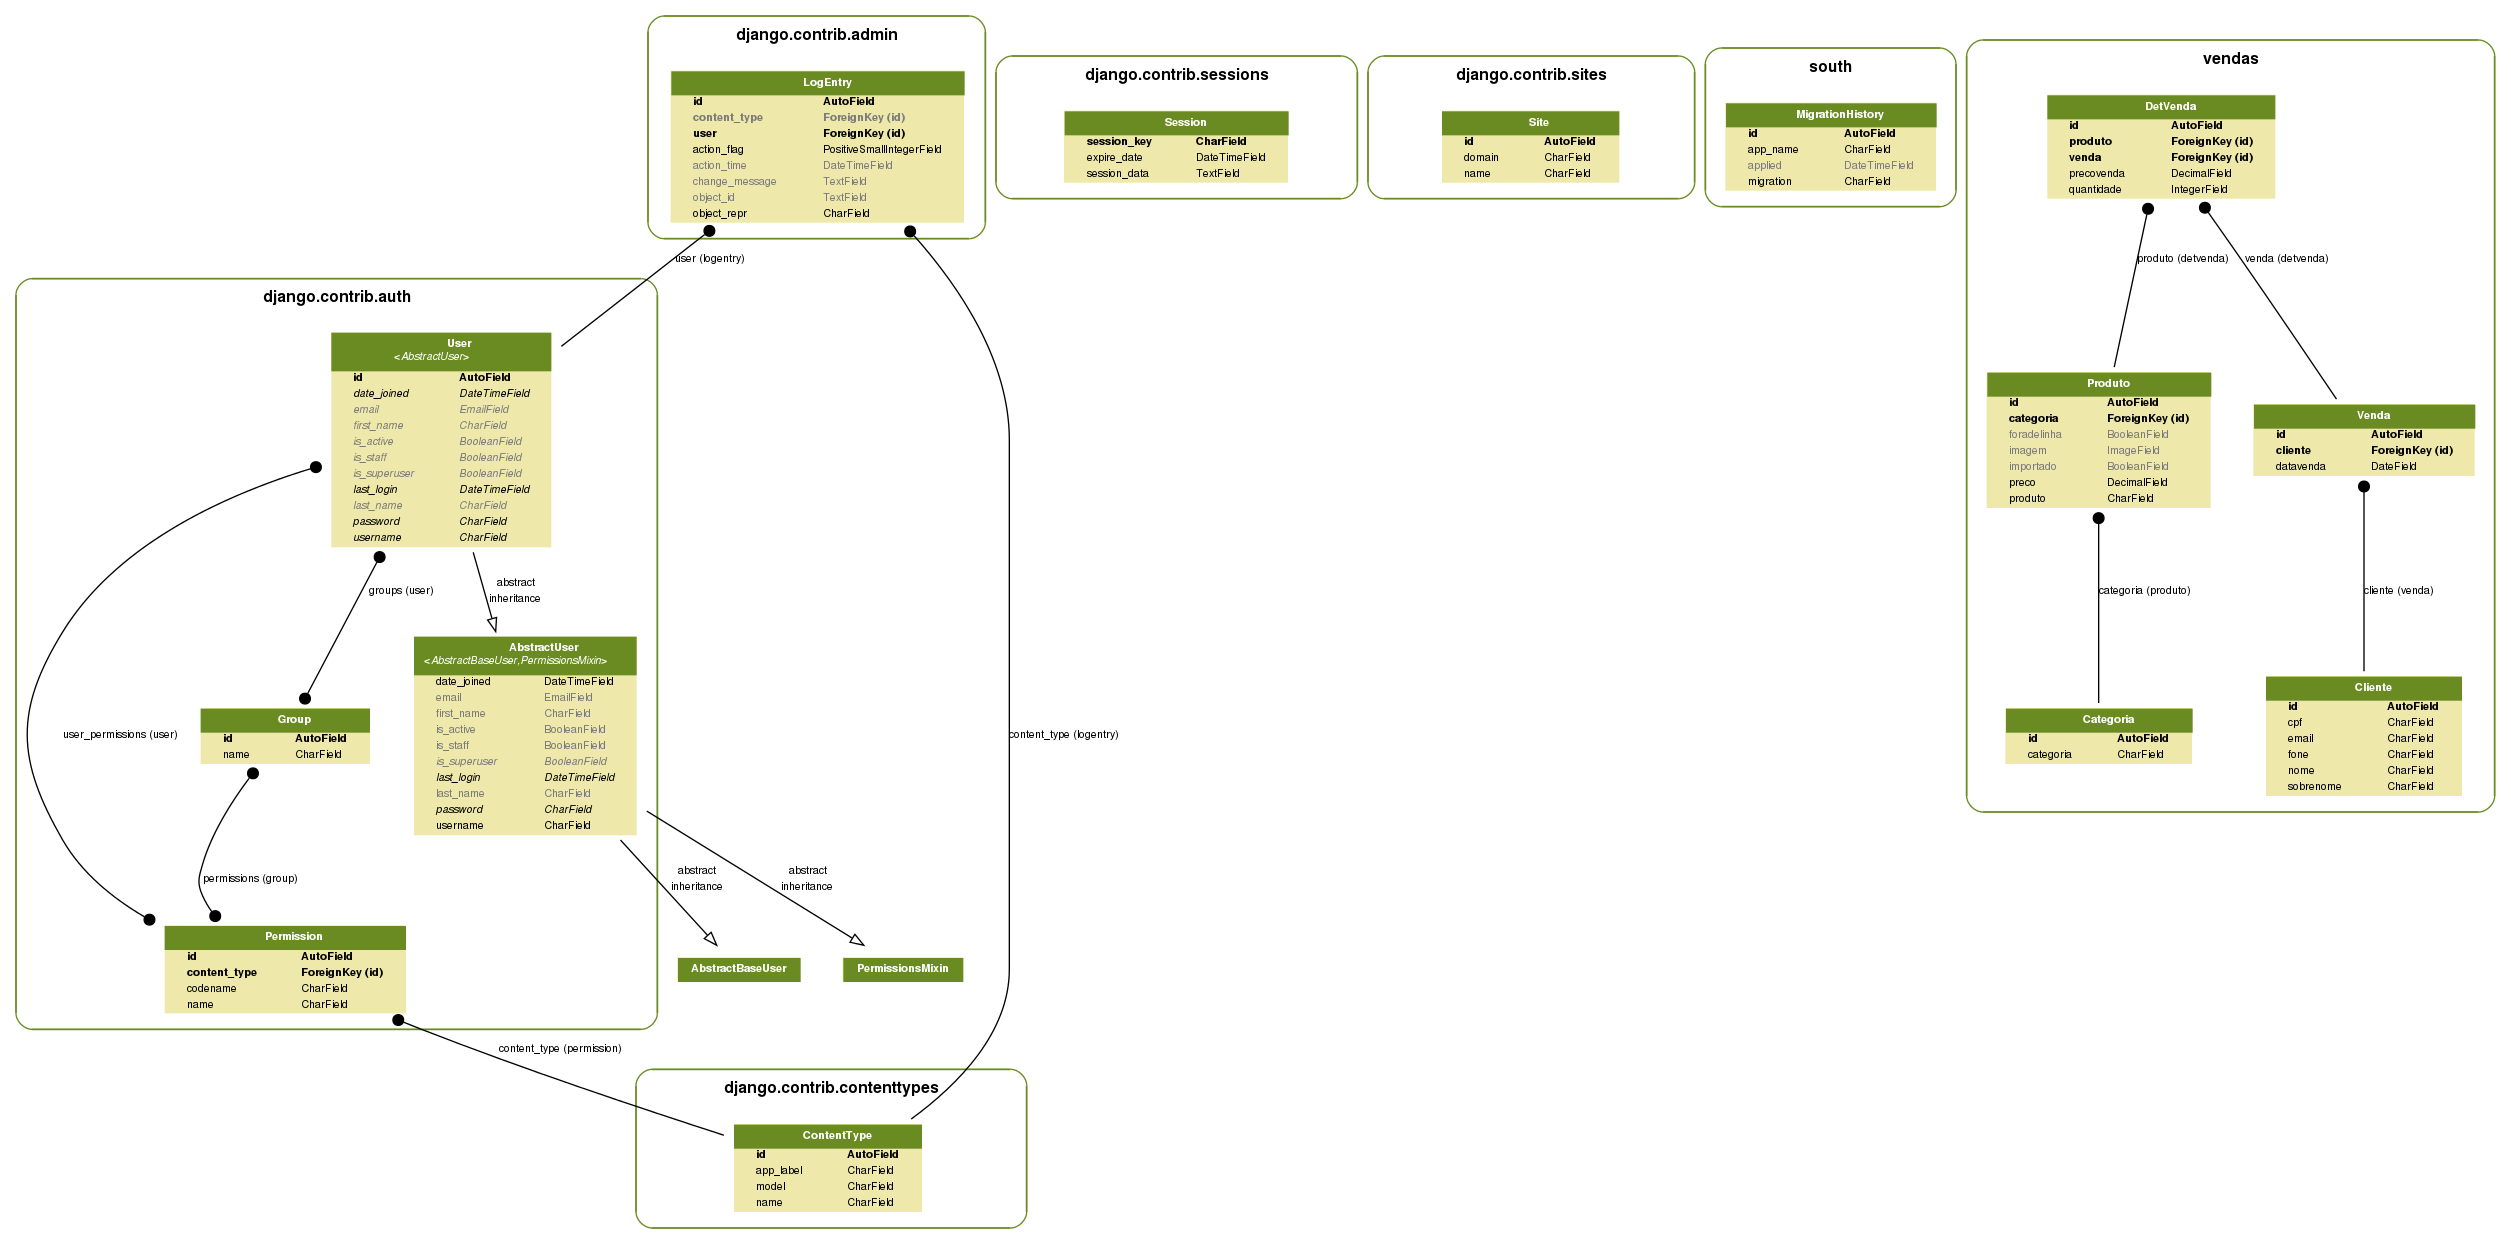 django.contrib.admin
LogEntry
id AutoField
content_type ForeignKey (id)
user ForeignKey (id)
action_flag PositiveSmallIntegerField
action_time DateTimeField
change_message TextField
object_id TextField
object_repr CharField
django.contrib.sessions
Session
session_key CharField
expire_date DateTimeField
session_data TextField
django.contrib.sites
Site
id AutoField
domain CharField
name CharField
south
MigrationHistory
id AutoField
app_name CharField
applied DateTimeField
migration CharField
vendas
DetVenda
id AutoField
produto ForeignKey (id)
venda ForeignKey (id)
precovenda DecimalField
quantidade IntegerField
produto (detvenda)
venda (detvenda)
Produto
id AutoField
categoria ForeignKey (id)
foradelinha BooleanField
imagem ImageField
importado BooleanField
preco DecimalField
produto CharField
Venda
id AutoField
cliente ForeignKey (id)
datavenda DateField
categoria (produto)
cliente (venda)
Categoria
id AutoField
categoria CharField
Cliente
id AutoField
cpf CharField
email CharField
fone CharField
nome CharField
sobrenome CharField
user (logentry)
content_type (logentry)
django.contrib.auth
User
<AbstractUser>
id AutoField
date_joined DateTimeField
email EmailField
first_name CharField
is_active BooleanField
is_staff BooleanField
is_superuser BooleanField
last_login DateTimeField
last_name CharField
password CharField
username CharField
groups (user)
abstract
inheritance
user_permissions (user)
Group
id AutoField
name CharField
AbstractUser
<AbstractBaseUser,PermissionsMixin>
date_joined DateTimeField
email EmailField
first_name CharField
is_active BooleanField
is_staff BooleanField
is_superuser BooleanField
last_login DateTimeField
last_name CharField
password CharField
username CharField
permissions (group)
abstract
inheritance
abstract
inheritance
Permission
id AutoField
content_type ForeignKey (id)
codename CharField
name CharField
AbstractBaseUser
PermissionsMixin
content_type (permission)
django.contrib.contenttypes
ContentType
id AutoField
app_label CharField
model CharField
name CharField